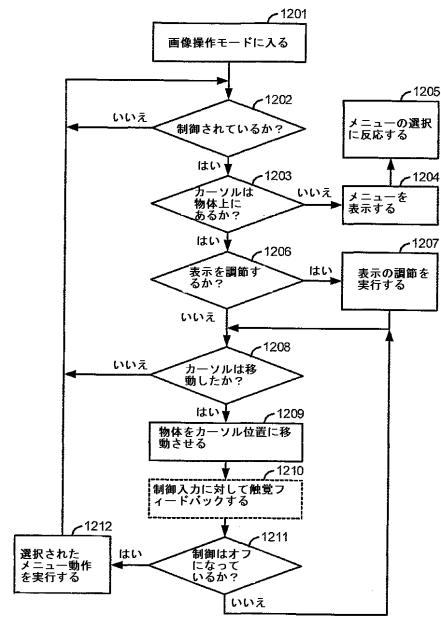 1201
画像操作モードに入る
1202
制御されているか?
いいえ
はい
1203
カーソルは
物体上に
あるか?
いいえ
はい
1205
メニューの選択
に反応する
1204
メニューを
表示する
1206
表示を調節す
るか?
はい
いいえ
1207
表示の調節を
実行する
1208
カーソルは移
動したか?
いいえ
はい
1209
物体をカーソル位置に移
動させる
1210
制御入力に対して触覚フィ
ードバックする
1211
制御はオフ
になって
いるか?
はい
いいえ
1212
選択された
メニュー動作
を実行する